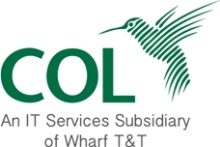 COL
An IT Services Subsidiary
of Wharf T&T